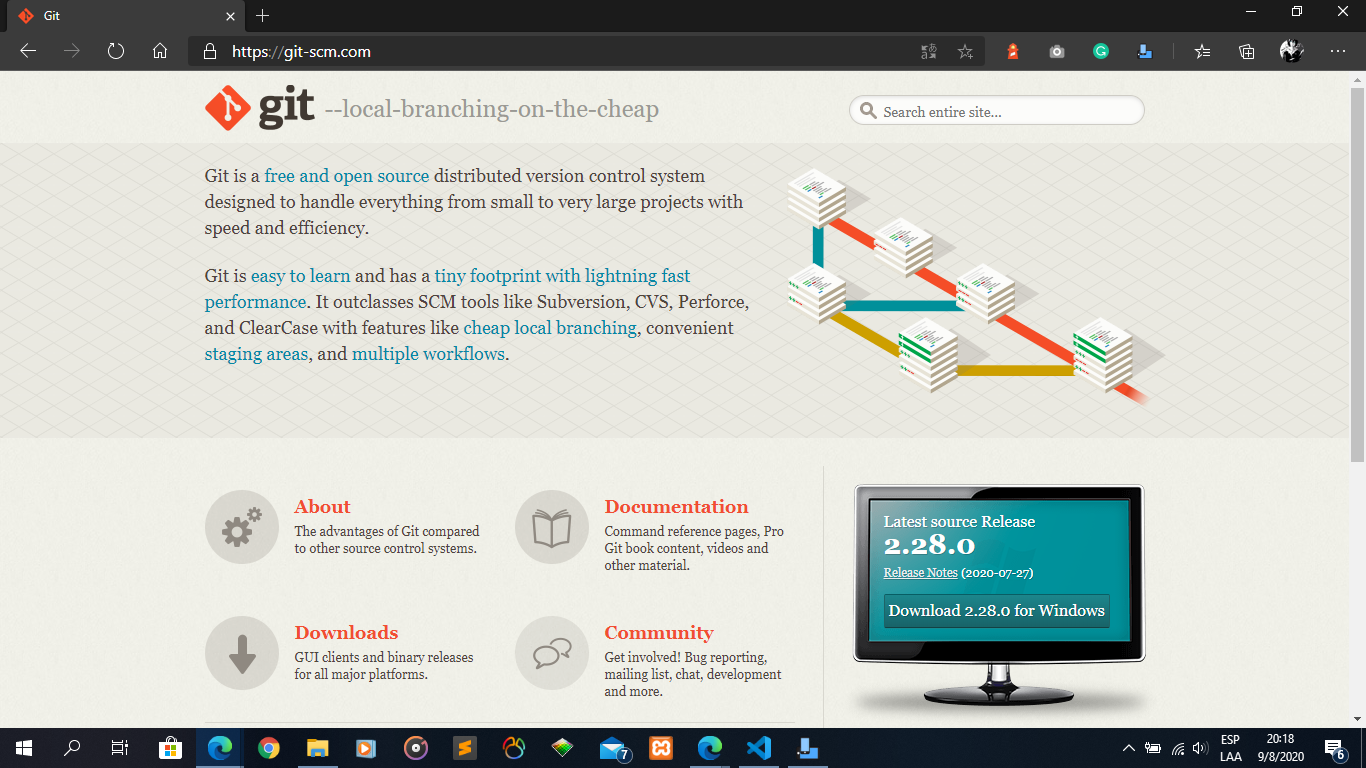 Git
https://git-scm.com
git --local-branching-on-the-cheap
Search entire site...
Git is a free and open source distributed version control system
designed to handle everything from small to very large projects with
speed and efficiency.
Git is easy to learn and has a tiny footprint with lightning fast
performance. It outclasses SCM tools like Subversion, CVS, Perforce,
and ClearCase with features like cheap local branching, convenient
staging areas, and multiple workflows.
About
The advantages of Git compared
to other source control systems.
Documentation
Command reference pages, Pro
Git book content, videos and
other material.
Downloads
GUI clients and binary releases
for all major platforms.
Community
Get involved! Bug reporting,
mailing list, chat, development
and more.
Latest source Release
2.28.0
Release Notes (2020-07-27)
Download 2.28.0 for Windows
7
ESP
LAA
20:18
9/8/2020
6